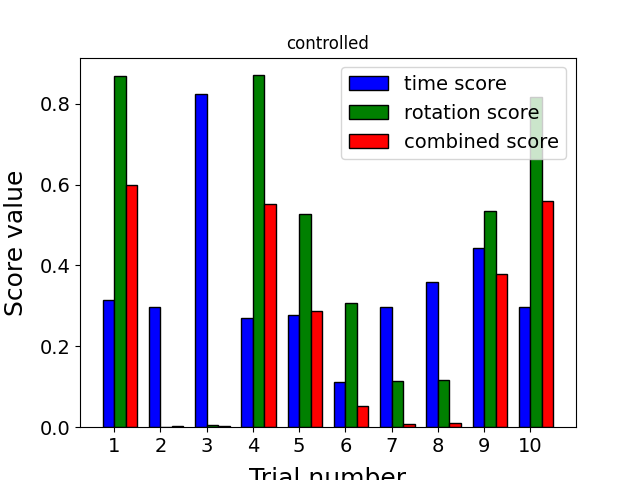 controlled
time score
rotation score
combined score
Score value
0.8
0.6
0.4
0.2
0.0
1 2 3 4 5 6 7 8 9 10
Trial number